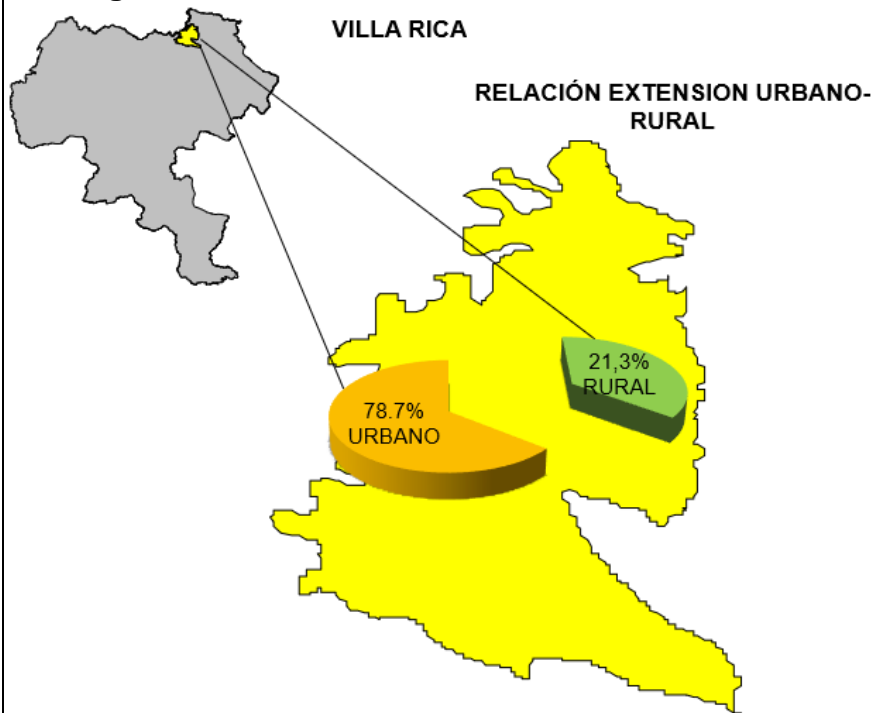 VILLA RICA
RELACIÓN EXTENSION URBANO-
RURAL
21,3%
RURAL
78.7%
URBANO